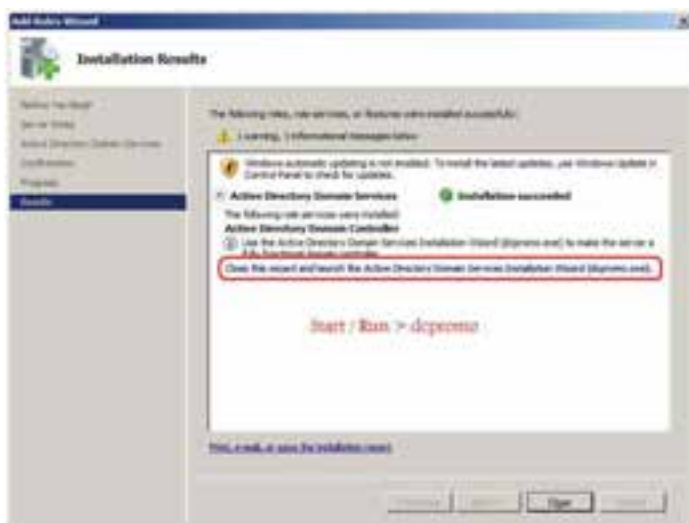 Add Roles Wizard
Installation Results
Before You Begin
Server Roles
Active Directory Domain Services
Confirmation
Progress
Results
The following roles, role services, or features were installed successfully:
1 warning, 1 informational messages below
Windows automatic updating is not enabled. To install the latest updates, use Windows Update in
Control Panel to check for updates.
Active Directory Domain Services
Installation succeeded
The following role services were installed:
Active Directory Domain Controller
Use the Active Directory Domain Services Installation Wizard (dcpromo.exe) to make the server a
fully functional domain controller.
Close this wizard and launch the Active Directory Domain Services Installation Wizard (dcpromo.exe).
Start / Run > dcpromo
Print, e-mail, or save the installation report
Close